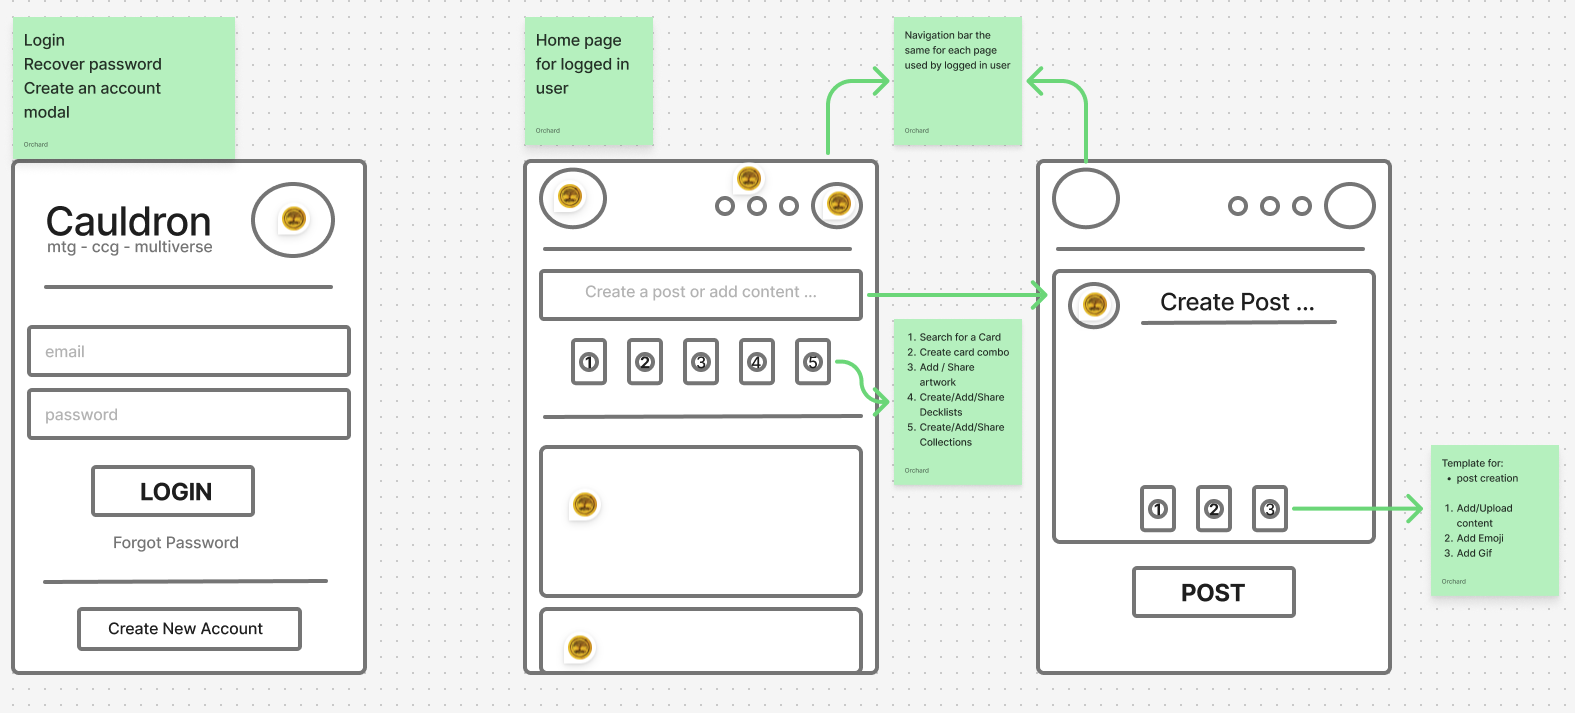 Login
Recover password
Create an account
modal
Orchard
Cauldron
mtg - ccg - multiverse
email
password
LOGIN
Forgot Password
Create New Account
Home page
for logged in
user
Orchard
Create a post or add content ...
1 2 3 4 5
Navigation bar the
same for each page
used by logged in user
Orchard
1. Search for a Card
2. Create card combo
3. Add / Share
artwork
4. Create/Add/Share
Decklists
5. Create/Add/Share
Collections
Orchard
Create Post ...
1 2 3
POST
Template for:
• post creation
1. Add/Upload
content
2. Add Emoji
3. Add Gif
Orchard